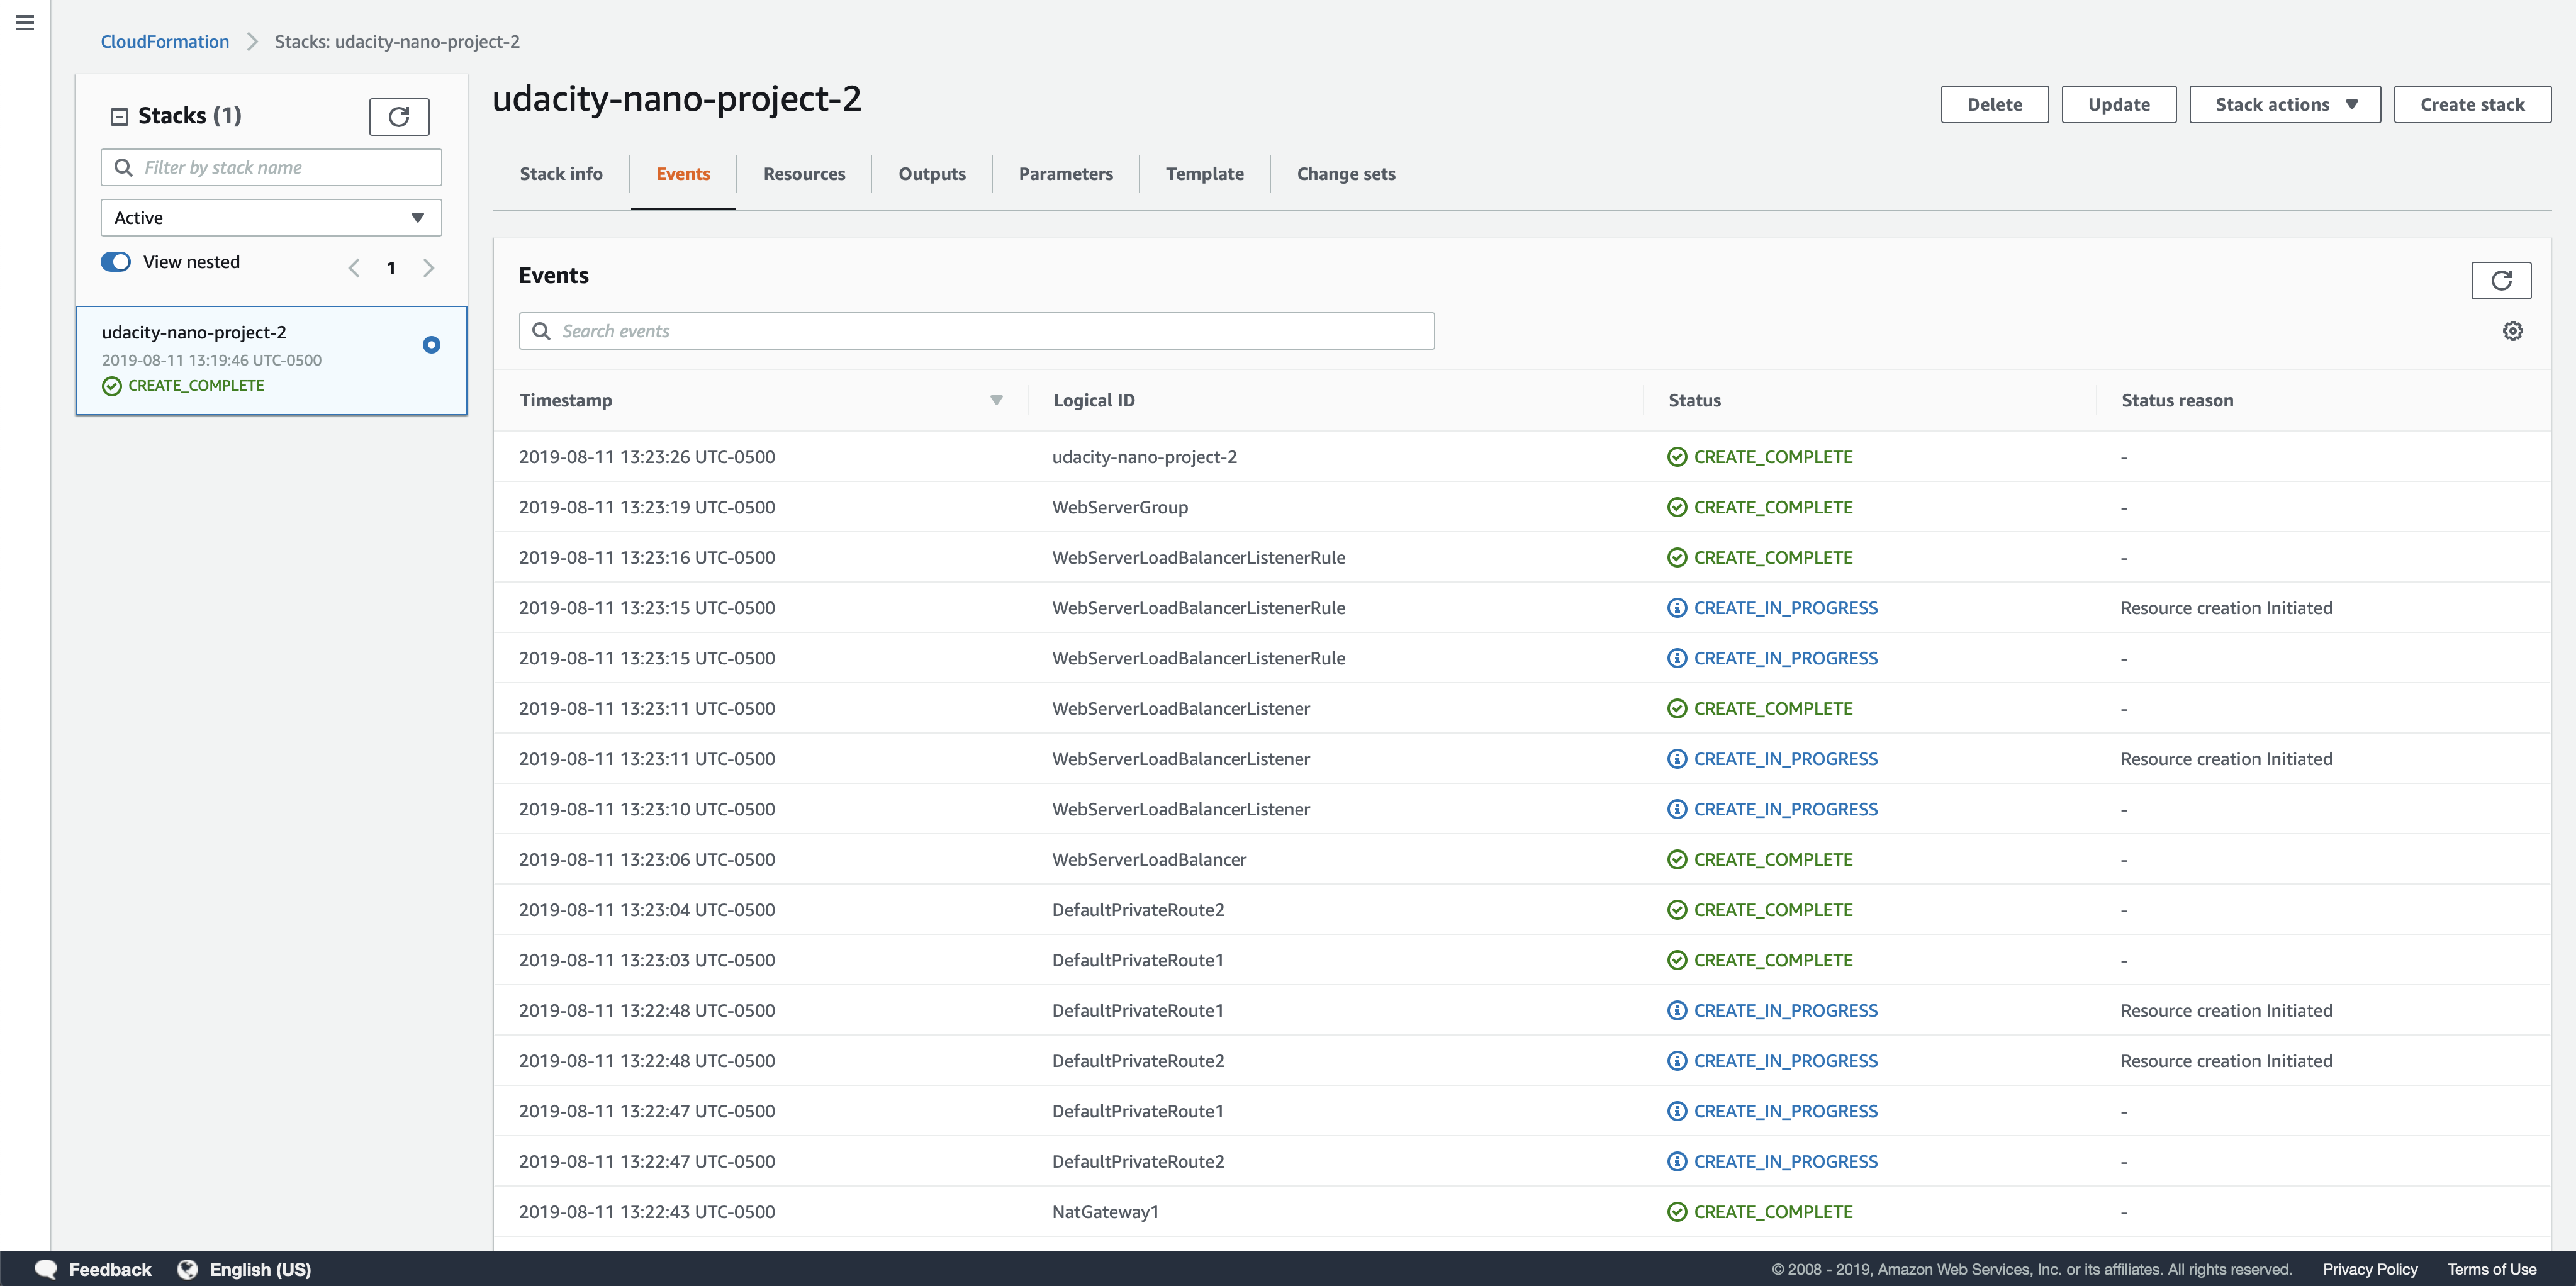 CloudFormation > Stacks: udacity-nano-project-2
Stacks (1)
Filter by stack name
Active
View nested
1
udacity-nano-project-2
2019-08-11 13:19:46 UTC-0500
CREATE_COMPLETE
udacity-nano-project-2
Delete Update Stack actions Create stack
Stack info Events Resources Outputs Parameters Template Change sets
Events
Search events
Timestamp Logical ID Status Status reason
2019-08-11 13:23:26 UTC-0500 udacity-nano-project-2 CREATE_COMPLETE -
2019-08-11 13:23:19 UTC-0500 WebServerGroup CREATE_COMPLETE -
2019-08-11 13:23:16 UTC-0500 WebServerLoadBalancerListenerRule CREATE_COMPLETE -
2019-08-11 13:23:15 UTC-0500 WebServerLoadBalancerListenerRule CREATE_IN_PROGRESS Resource creation Initiated
2019-08-11 13:23:15 UTC-0500 WebServerLoadBalancerListenerRule CREATE_IN_PROGRESS -
2019-08-11 13:23:11 UTC-0500 WebServerLoadBalancerListener CREATE_COMPLETE -
2019-08-11 13:23:11 UTC-0500 WebServerLoadBalancerListener CREATE_IN_PROGRESS Resource creation Initiated
2019-08-11 13:23:10 UTC-0500 WebServerLoadBalancerListener CREATE_IN_PROGRESS -
2019-08-11 13:23:06 UTC-0500 WebServerLoadBalancer CREATE_COMPLETE -
2019-08-11 13:23:04 UTC-0500 DefaultPrivateRoute2 CREATE_COMPLETE -
2019-08-11 13:23:03 UTC-0500 DefaultPrivateRoute1 CREATE_COMPLETE -
2019-08-11 13:22:48 UTC-0500 DefaultPrivateRoute1 CREATE_IN_PROGRESS Resource creation Initiated
2019-08-11 13:22:48 UTC-0500 DefaultPrivateRoute2 CREATE_IN_PROGRESS Resource creation Initiated
2019-08-11 13:22:47 UTC-0500 DefaultPrivateRoute1 CREATE_IN_PROGRESS -
2019-08-11 13:22:47 UTC-0500 DefaultPrivateRoute2 CREATE_IN_PROGRESS -
2019-08-11 13:22:43 UTC-0500 NatGateway1 CREATE_COMPLETE -
Feedback English (US) © 2008 - 2019, Amazon Web Services, Inc. or its affiliates. All rights reserved. Privacy Policy Terms of Use